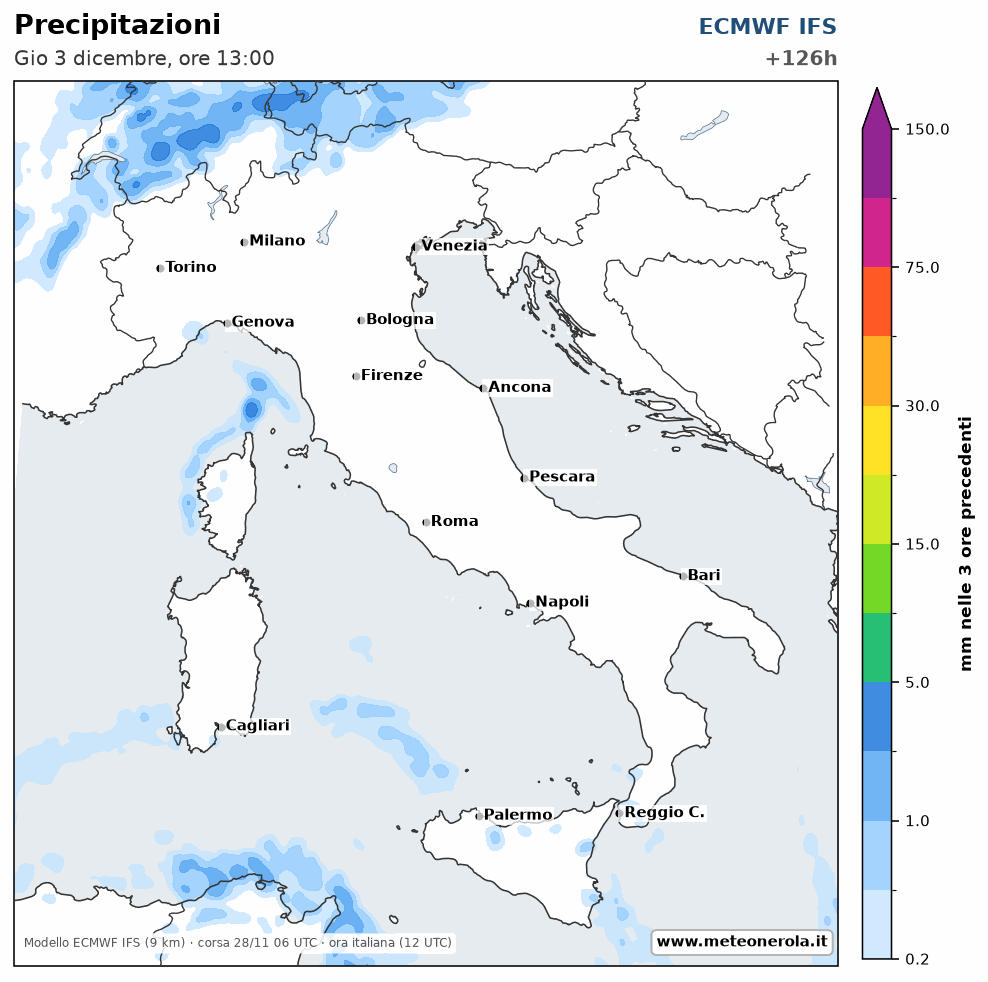 Precipitazioni
ECMWF IFS
Gio 3 dicembre, ore 13:00
+126h
Milano
Venezia
Torino
Genova
Bologna
Firenze
Ancona
Pescara
Roma
Bari
Napoli
Cagliari
Palermo
Reggio C.
150.0
75.0
30.0
15.0
5.0
1.0
0.2
mm nelle 3 ore precedenti
Modello ECMWF IFS (9 km) · corsa 28/11 06 UTC · ora italiana (12 UTC)
www.meteonerola.it